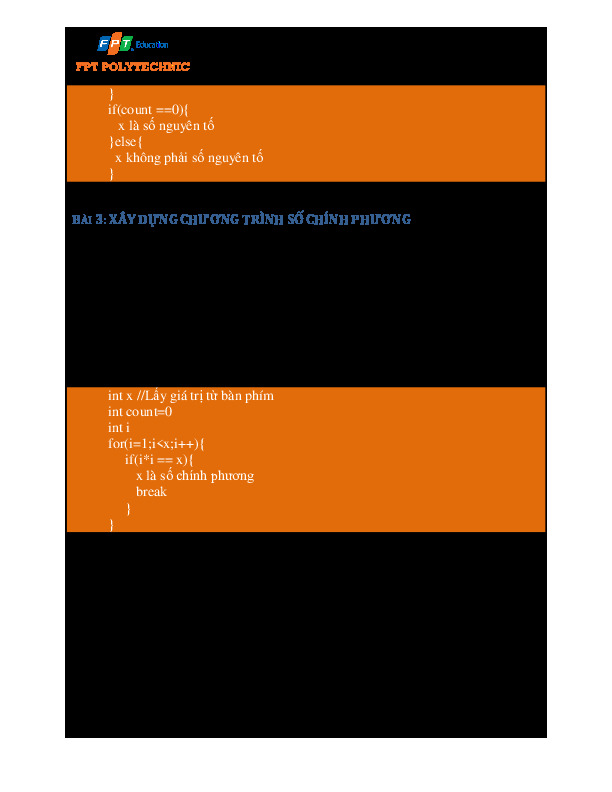 FPT Education
FPT POLYTECHNIC
}
if(count ==0){
x là số nguyên tố
}else{
x không phải số nguyên tố
}
BÀI 3: XÂY DỰNG CHƯƠNG TRÌNH SỐ CHÍNH PHƯƠNG
int x //Lấy giá trị từ bàn phím
int count=0
int i
for(i=1;i<x;i++){
if(i*i == x){
x là số chính phương
break
}
}